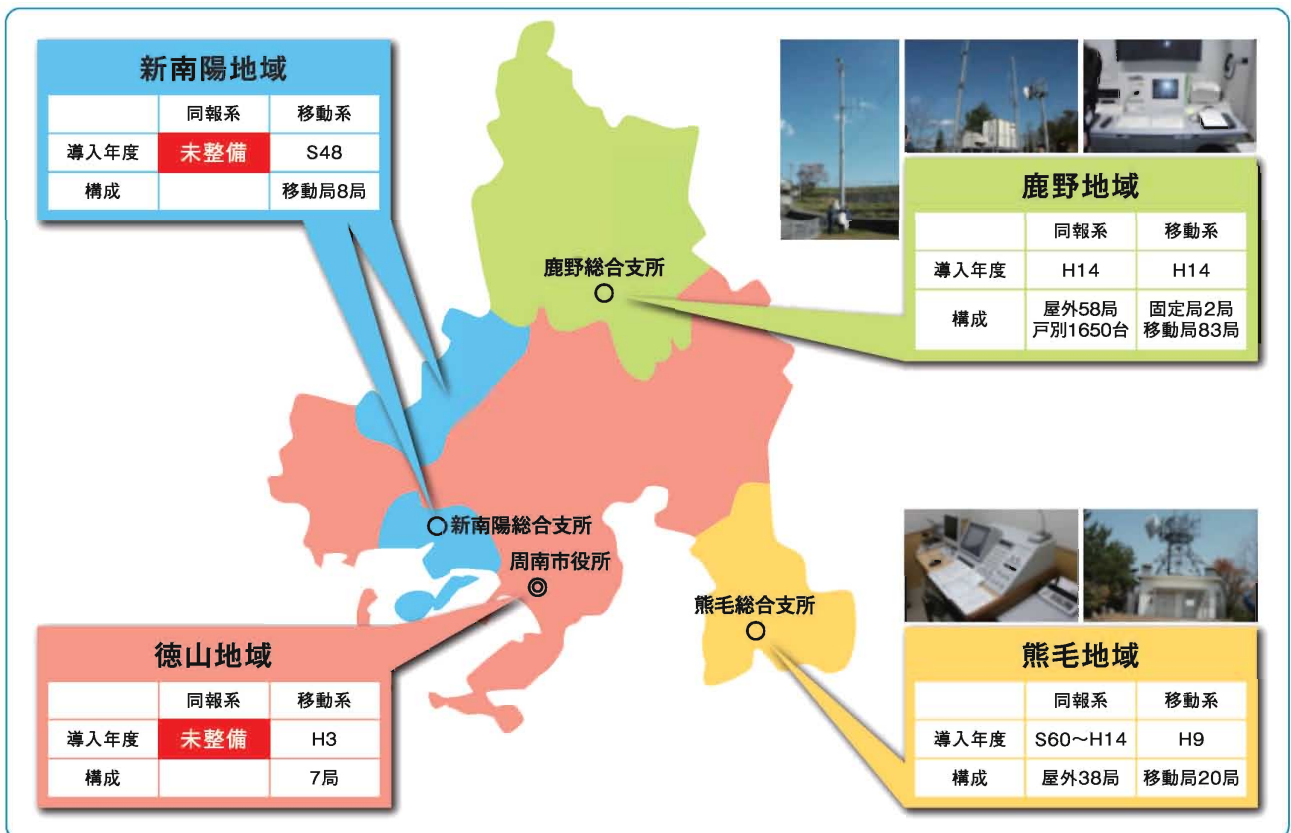 新南陽地域
同報系 移動系
導入年度 未整備 S48
構成 移動局8局
鹿野地域
同報系 移動系
導入年度 H14 H14
構成 屋外58局 固定局2局
戸別1650台 移動局83局
鹿野総合支所
新南陽総合支所
周南市役所
熊毛総合支所
徳山地域
同報系 移動系
導入年度 未整備 H3
構成 7局
熊毛地域
同報系 移動系
導入年度 S60～H14 H9
構成 屋外38局 移動局20局